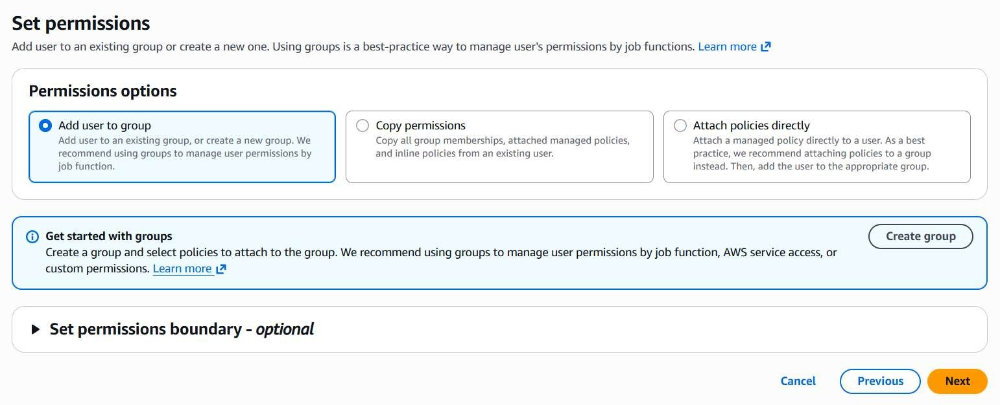 Set permissions
Add user to an existing group or create a new one. Using groups is a best-practice way to manage user's permissions by job functions. Learn more
Permissions options
Add user to group
Add user to an existing group, or create a new group. We
recommend using groups to manage user permissions by
job function.
Copy permissions
Copy all group memberships, attached managed policies,
and inline policies from an existing user.
Attach policies directly
Attach a managed policy directly to a user. As a best
practice, we recommend attaching policies to a group
instead. Then, add the user to the appropriate group.
Get started with groups
Create a group and select policies to attach to the group. We recommend using groups to manage user permissions by job function, AWS service access, or
custom permissions. Learn more
Create group
Set permissions boundary - optional
Cancel
Previous
Next